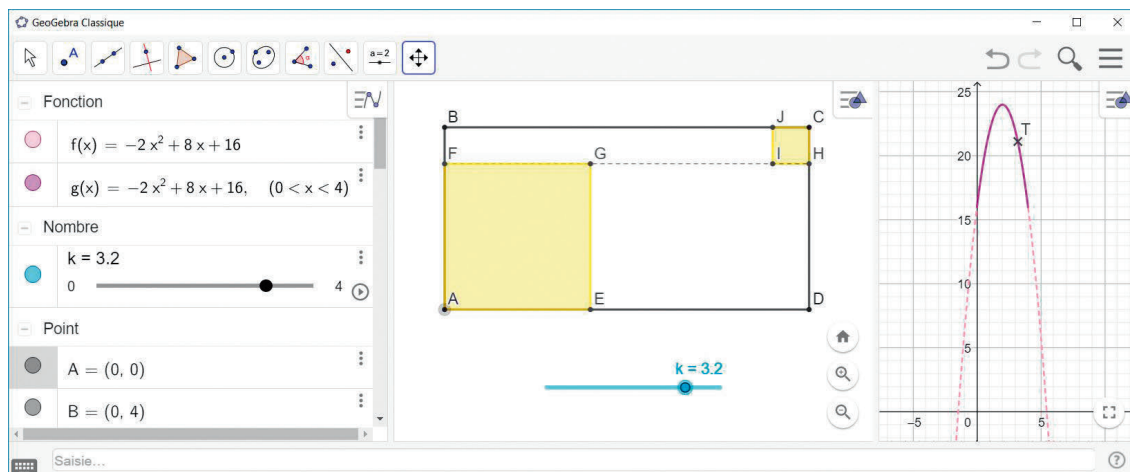 GeoGebra Classique
A
a=2
Fonction
f(x) = −2 x² + 8 x + 16
g(x) = −2 x² + 8 x + 16, (0 < x < 4)
Nombre
k = 3.2
0 4
Point
A = (0, 0)
B = (0, 4)
B J C
F G I H
A E D
k = 3.2
25
T
20
15
10
5
−5 0 5
Saisie...